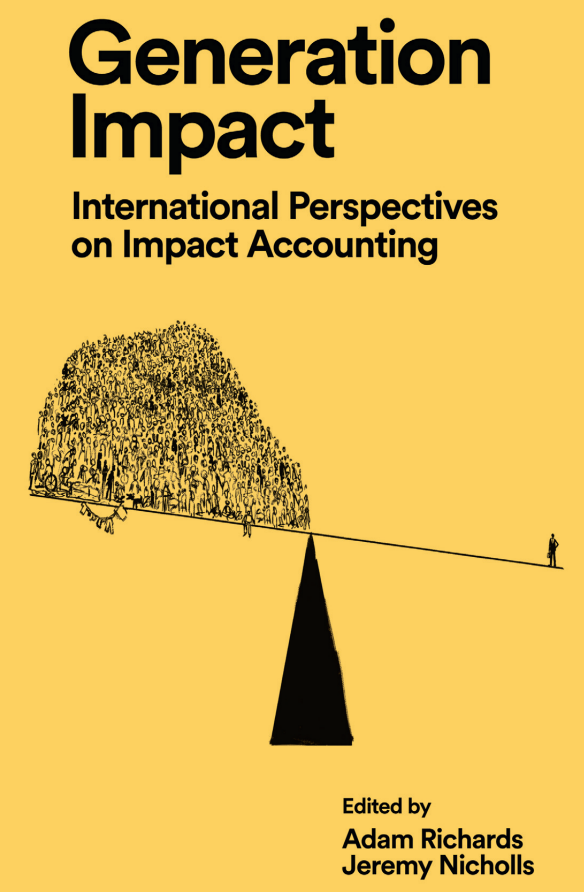 Generation
Impact
International Perspectives
on Impact Accounting
Edited by
Adam Richards
Jeremy Nicholls